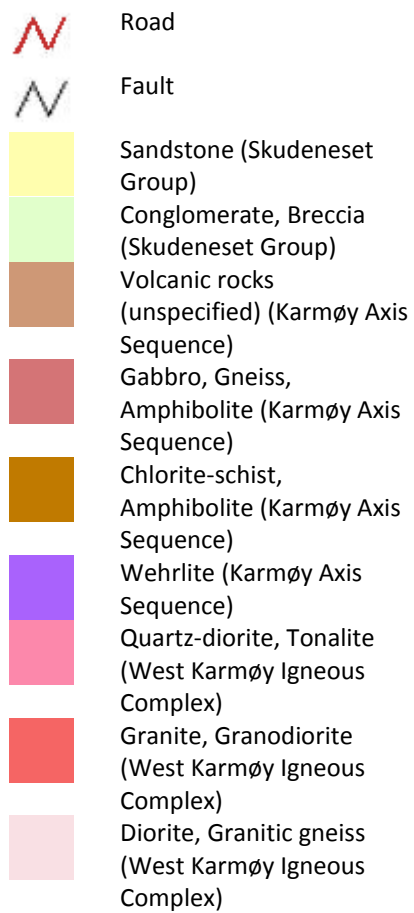 Road
Fault
Sandstone (Skudeneset
Group)
Conglomerate, Breccia
(Skudeneset Group)
Volcanic rocks
(unspecified) (Karmøy Axis
Sequence)
Gabbro, Gneiss,
Amphibolite (Karmøy Axis
Sequence)
Chlorite-schist,
Amphibolite (Karmøy Axis
Sequence)
Wehrlite (Karmøy Axis
Sequence)
Quartz-diorite, Tonalite
(West Karmøy Igneous
Complex)
Granite, Granodiorite
(West Karmøy Igneous
Complex)
Diorite, Granitic gneiss
(West Karmøy Igneous
Complex)